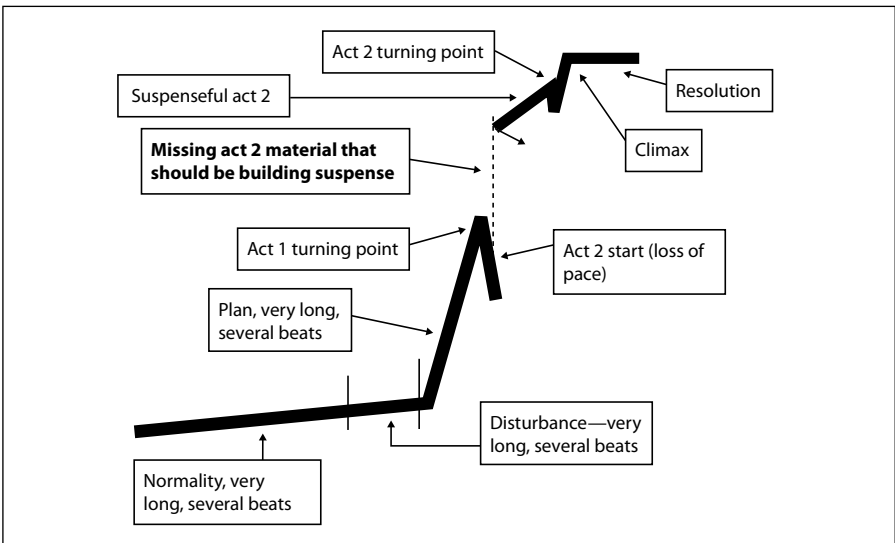 Act 2 turning point
Suspenseful act 2
Resolution
Missing act 2 material that
should be building suspense
Climax
Act 1 turning point
Act 2 start (loss of
pace)
Plan, very long,
several beats
Disturbance—very
long, several beats
Normality, very
long, several beats